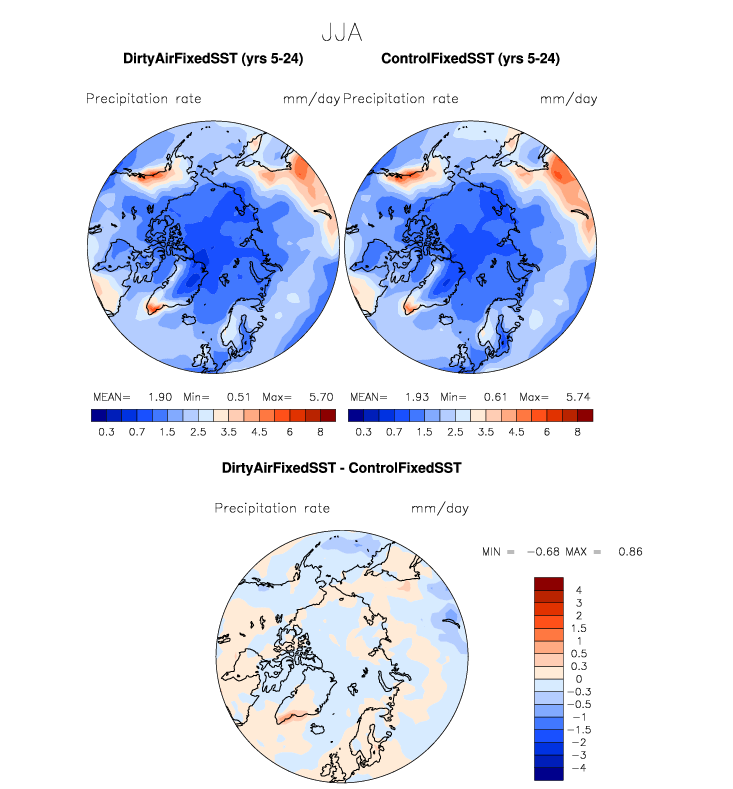 JJA
DirtyAirFixedSST (yrs 5-24) ControlFixedSST (yrs 5-24)
Precipitation rate mm/day Precipitation rate mm/day
MEAN= 1.90 Min= 0.51 Max= 5.70 MEAN= 1.93 Min= 0.61 Max= 5.74
0.3 0.7 1.5 2.5 3.5 4.5 6 8 0.3 0.7 1.5 2.5 3.5 4.5 6 8
DirtyAirFixedSST - ControlFixedSST
Precipitation rate mm/day
MIN = -0.68 MAX = 0.86
4
3
2
1.5
1
0.5
0.3
0
-0.3
-0.5
-1
-1.5
-2
-3
-4